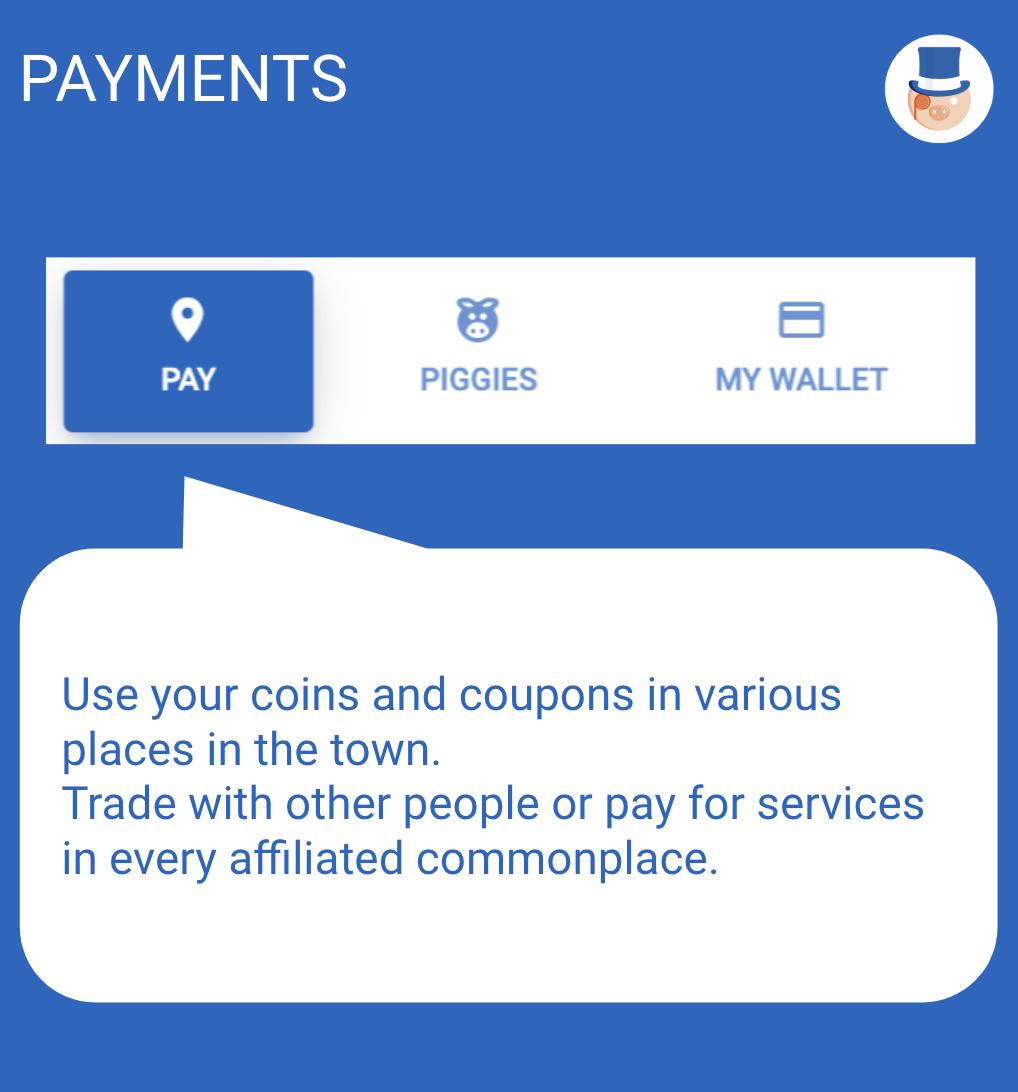 PAYMENTS
PAY
PIGGIES
MY WALLET
Use your coins and coupons in various
places in the town.
Trade with other people or pay for services
in every affiliated commonplace.